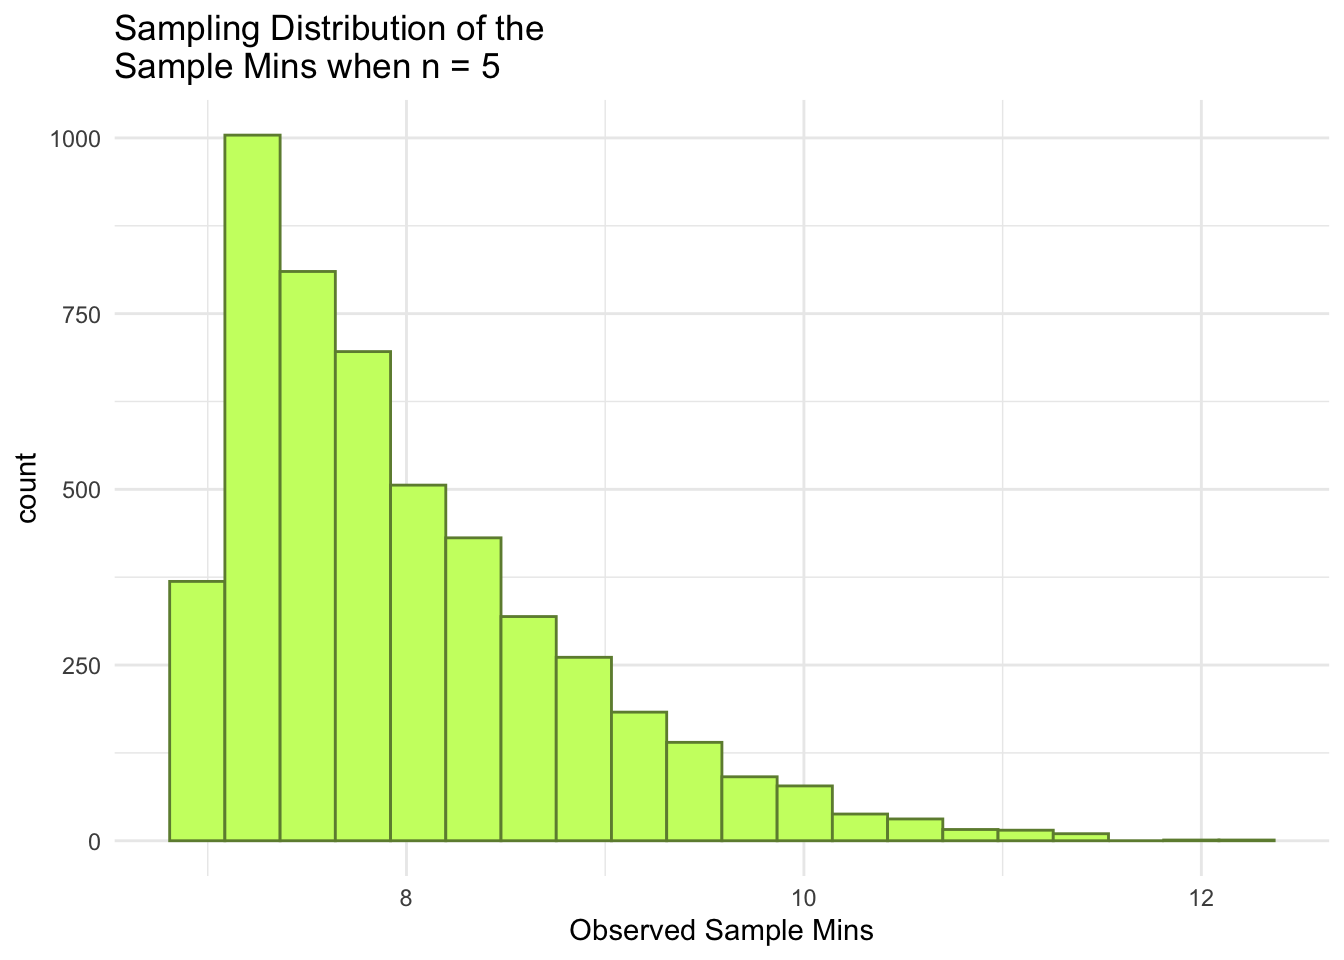 Sampling Distribution of the
Sample Mins when n = 5
1000
750
500
250
0
count
8
10
12
Observed Sample Mins